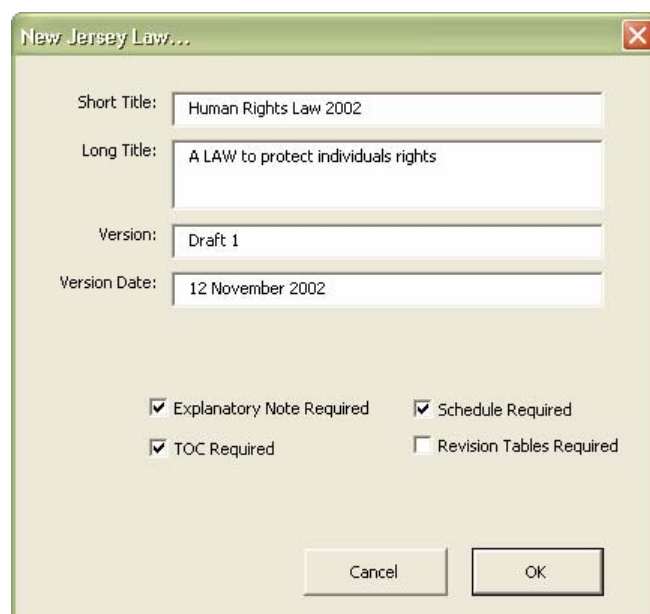 New Jersey Law...
Short Title: Human Rights Law 2002
Long Title: A LAW to protect individuals rights
Version: Draft 1
Version Date: 12 November 2002
Explanatory Note Required Schedule Required
TOC Required Revision Tables Required
Cancel OK